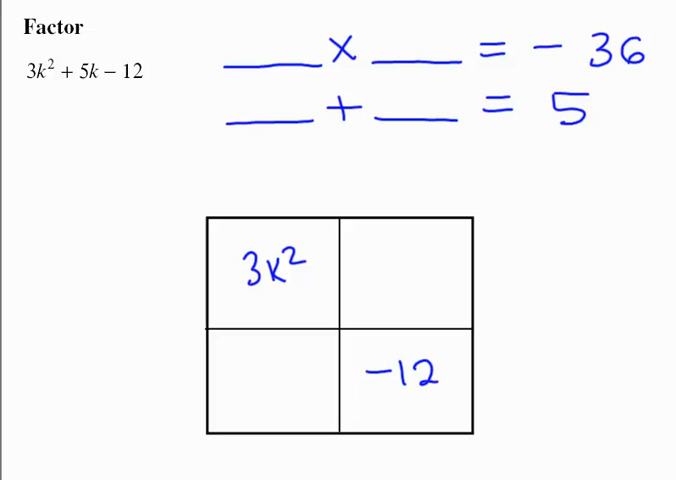 Factor
3k² + 5k − 12
___ × ___ = − 36
___ + ___ = 5
3k²
−12